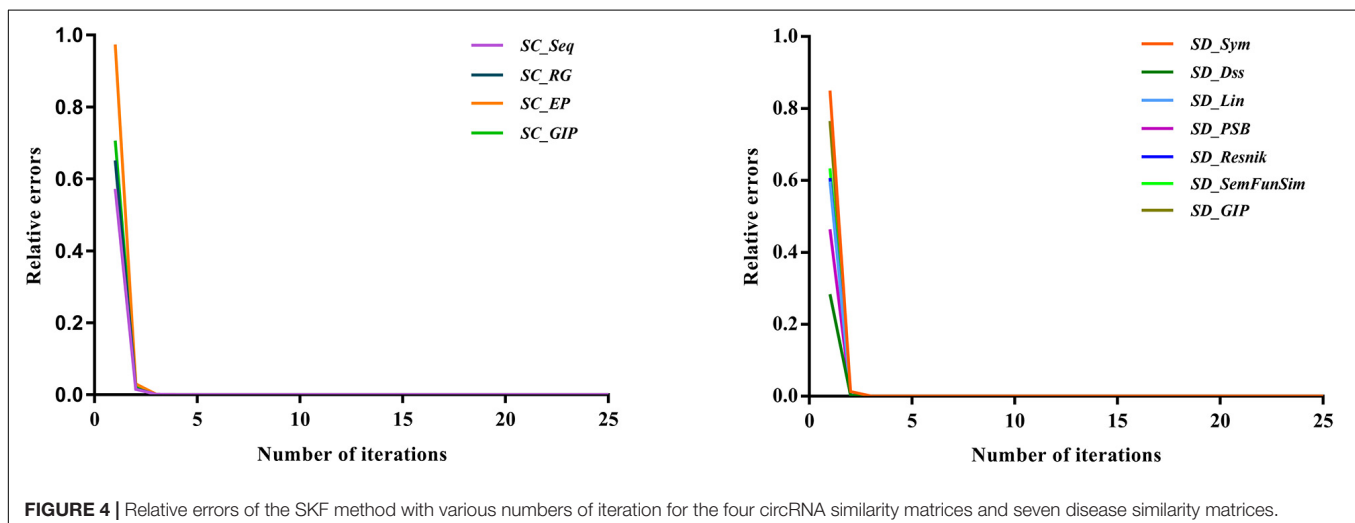 1.0
0.8
0.6
0.4
0.2
0.0
Relative errors
0
5
10
15
20
25
Number of iterations
SC_Seq
SC_RG
SC_EP
SC_GIP
1.0
0.8
0.6
0.4
0.2
0.0
Relative errors
0
5
10
15
20
25
Number of iterations
SD_Sym
SD_Dss
SD_Lin
SD_PSB
SD_Resnik
SD_SemFunSim
SD_GIP
FIGURE 4 | Relative errors of the SKF method with various numbers of iteration for the four circRNA similarity matrices and seven disease similarity matrices.